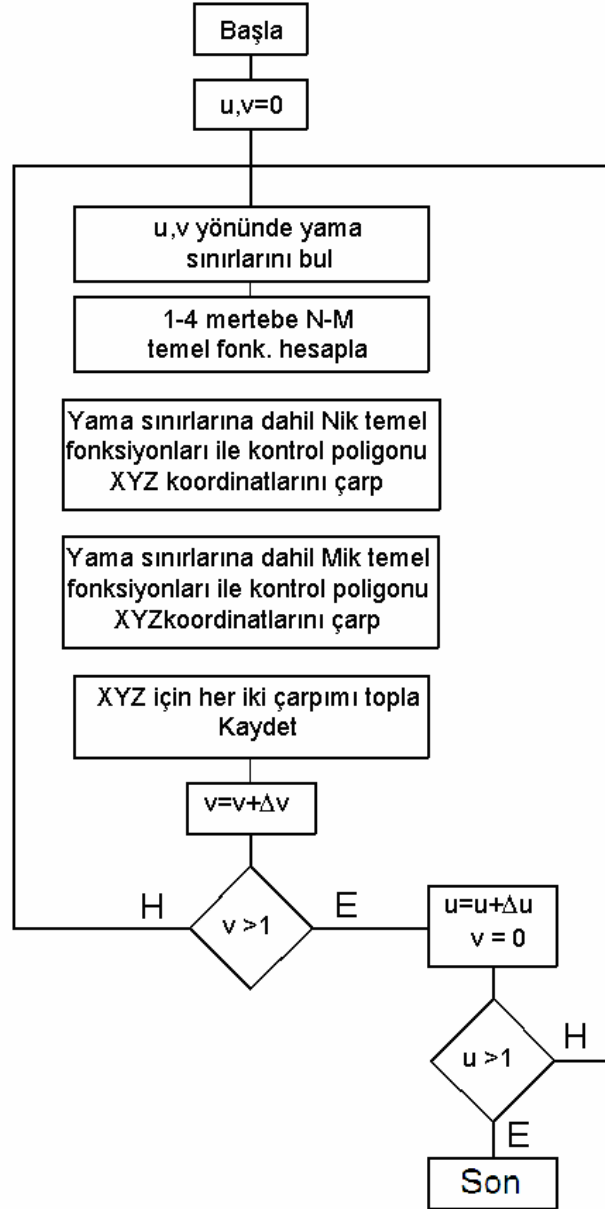 Başla
u,v=0
u,v yönünde yama
sınırlarını bul
1-4 mertebe N-M
temel fonk. hesapla
Yama sınırlarına dahil Nik temel
fonksiyonları ile kontrol poligonu
XYZ koordinatlarını çarp
Yama sınırlarına dahil Mik temel
fonksiyonları ile kontrol poligonu
XYZkoordinatlarını çarp
XYZ için her iki çarpımı topla
Kaydet
v=v+Δv
H
v >1
E
u=u+Δu
v = 0
u >1
H
E
Son